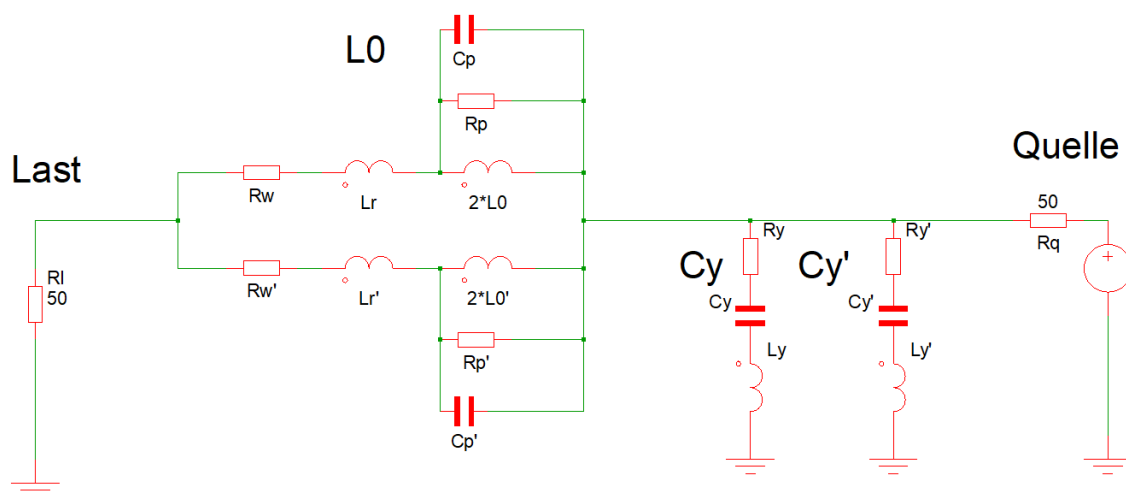 L0
Cp
Rp
Last
Quelle
Rw
Lr
2*L0
50
Rq
Ry
Ry'
Cy
Cy'
Cy
Cy'
Rl
50
Rw'
Lr'
2*L0'
Rp'
Ly
Ly'
Cp'